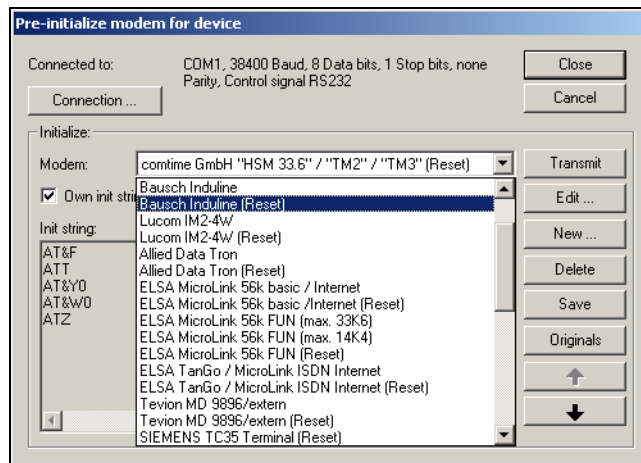 Pre-initialize modem for device
Connected to:
COM1, 38400 Baud, 8 Data bits, 1 Stop bits, none
Parity, Control signal RS232
Close
Connection ...
Cancel
Initialize:
Modem:
comtime GmbH "HSM 33.6" / "TM2" / "TM3" (Reset)
Transmit
Own init stri
Bausch Induline
Bausch Induline (Reset)
Lucom IM2-4W
Lucom IM2-4W (Reset)
Allied Data Tron
Allied Data Tron (Reset)
ELSA MicroLink 56k basic / Internet
ELSA MicroLink 56k basic /Internet (Reset)
ELSA MicroLink 56K FUN (max. 33K6)
ELSA MicroLink 56K FUN (max. 14K4)
ELSA MicroLink 56K FUN (Reset)
ELSA TanGo / MicroLink ISDN Internet
ELSA TanGo / MicroLink ISDN Internet (Reset)
Tevion MD 9896/extern
Tevion MD 9896/extern (Reset)
SIEMENS TC35 Terminal (Reset)
Edit ...
Init string:
AT&F
ATT
AT&Y0
AT&W0
ATZ
New ...
Delete
Save
Originals